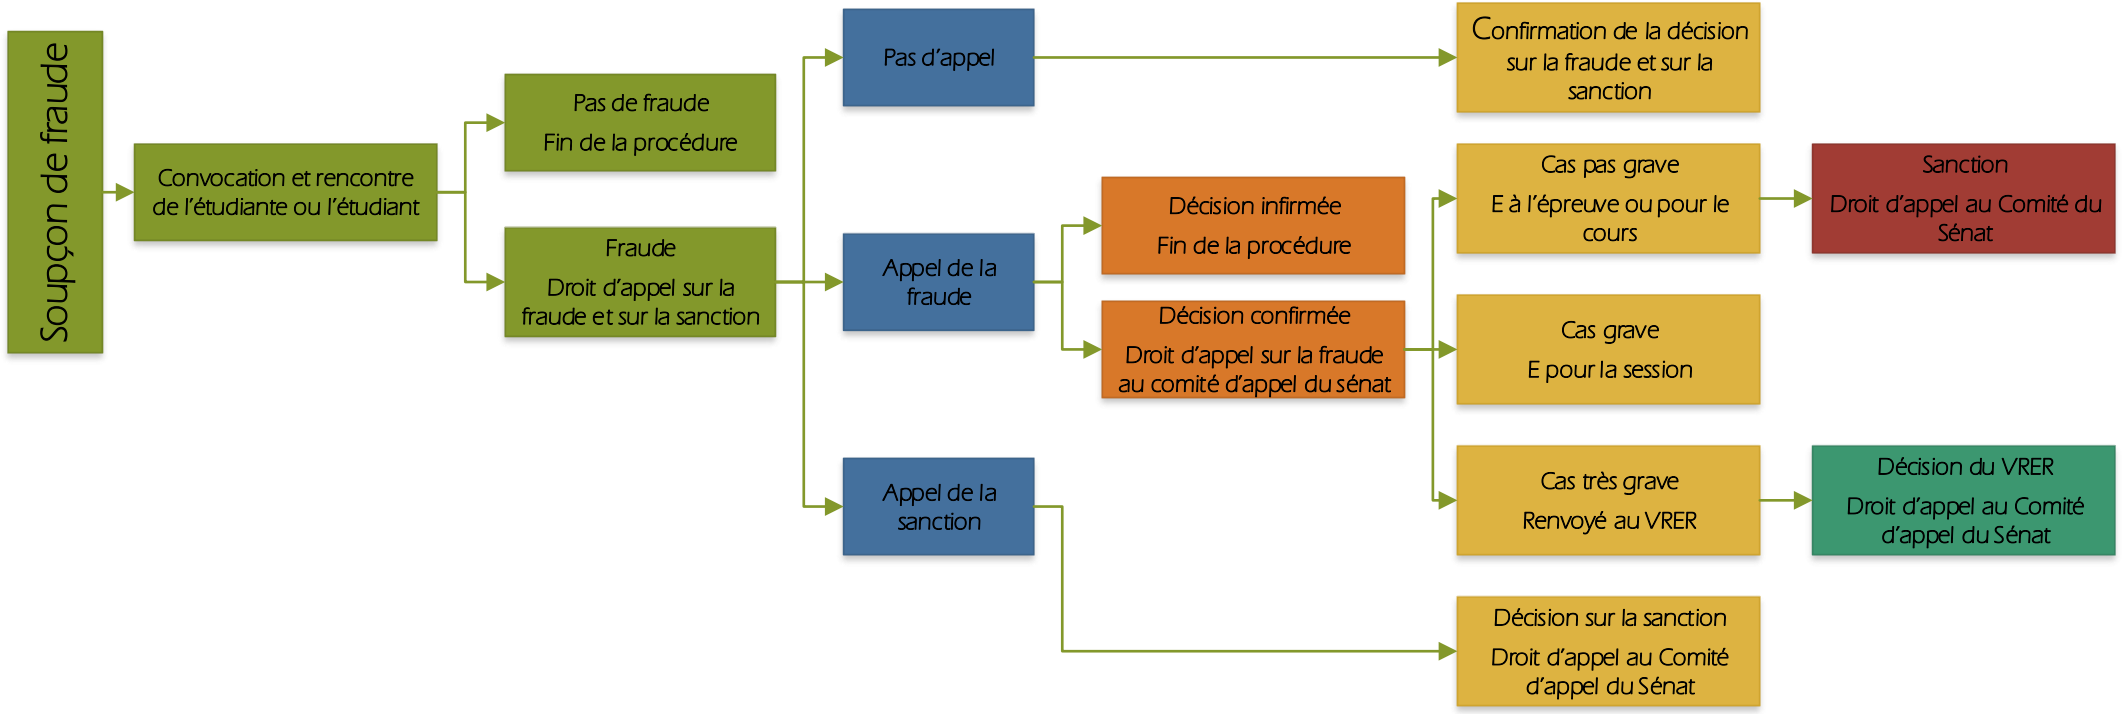 Soupçon de fraude
Convocation et rencontre
de l'étudiante ou l'étudiant
Pas de fraude
Fin de la procédure
Fraude
Droit d'appel sur la
fraude et sur la sanction
Pas d'appel
Appel de la
fraude
Appel de la
sanction
Décision infirmée
Fin de la procédure
Décision confirmée
Droit d'appel sur la fraude
au comité d'appel du sénat
Confirmation de la décision
sur la fraude et sur la
sanction
Cas pas grave
E à l'épreuve ou pour le
cours
Cas grave
E pour la session
Cas très grave
Renvoyé au VRER
Décision sur la sanction
Droit d'appel au Comité
d'appel du Sénat
Sanction
Droit d'appel au Comité du
Sénat
Décision du VRER
Droit d'appel au Comité
d'appel du Sénat